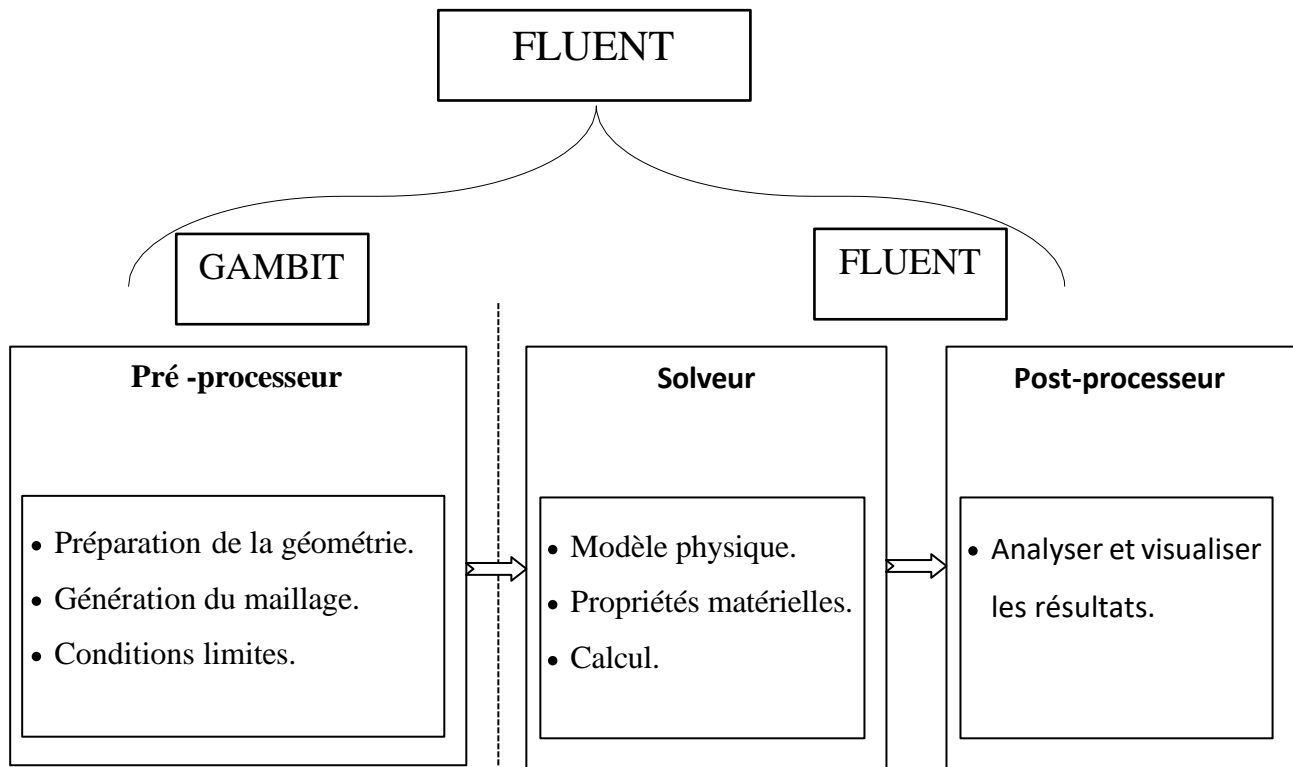 FLUENT
GAMBIT
FLUENT
Pré -processeur
• Préparation de la géométrie.
• Génération du maillage.
• Conditions limites.
Solveur
• Modèle physique.
• Propriétés matérielles.
• Calcul.
Post-processeur
• Analyser et visualiser
les résultats.